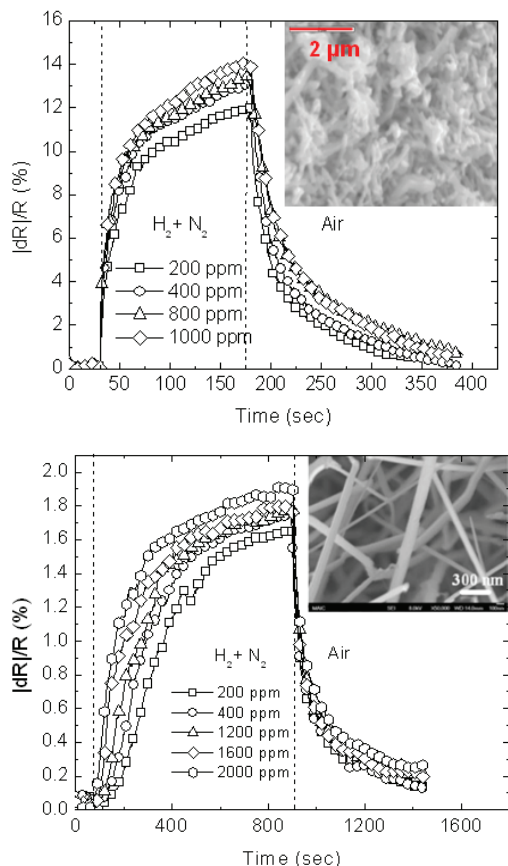 16
14
12
10
8
6
4
2
0
|dR|/R (%)
2 µm
H2+ N2
Air
200 ppm
400 ppm
800 ppm
1000 ppm
0 50 100 150 200 250 300 350 400
Time (sec)
2.0
1.8
1.6
1.4
1.2
1.0
0.8
0.6
0.4
0.2
0.0
|dR|/R (%)
300 nm
H2+ N2
Air
200 ppm
400 ppm
1200 ppm
1600 ppm
2000 ppm
0 200 400 600 800 1200 1600
Time (sec)